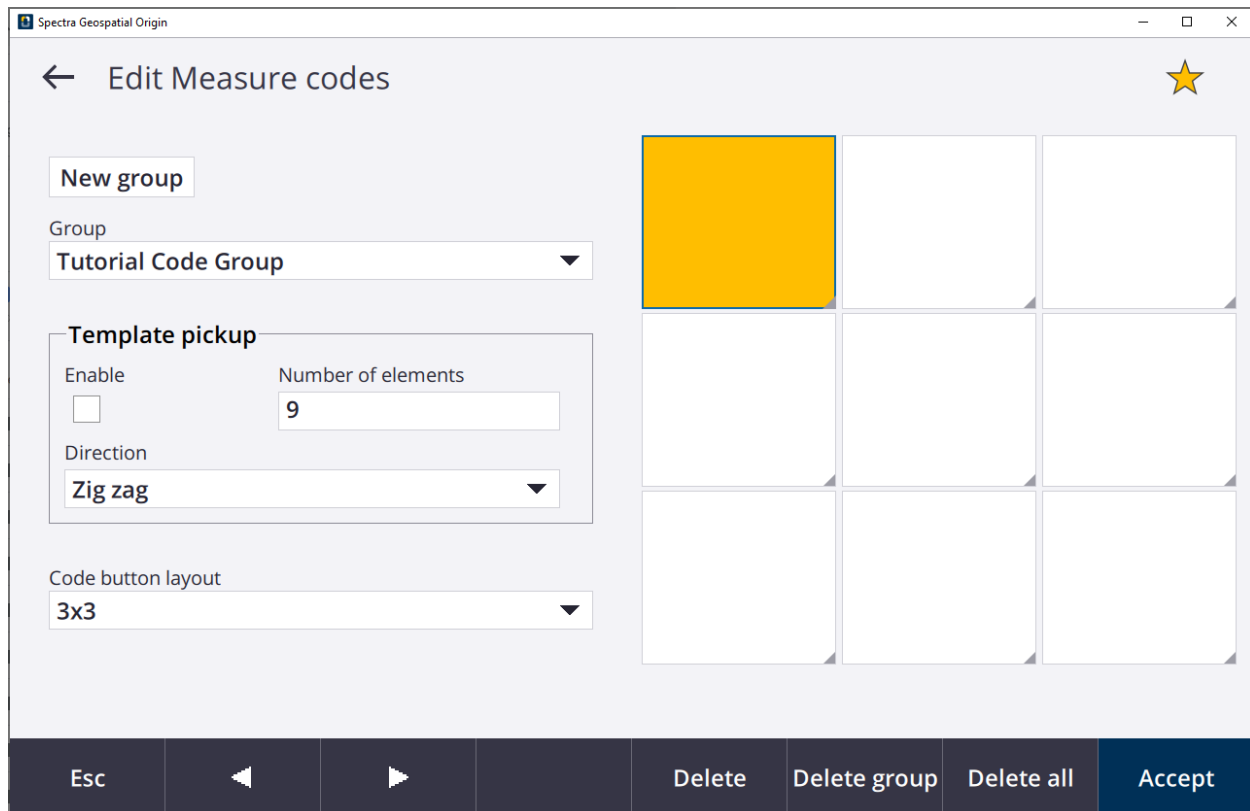 Spectra Geospatial Origin
Edit Measure codes
New group
Group
Tutorial Code Group
Template pickup
Enable
Number of elements
9
Direction
Zig zag
Code button layout
3x3
Esc
Delete
Delete group
Delete all
Accept